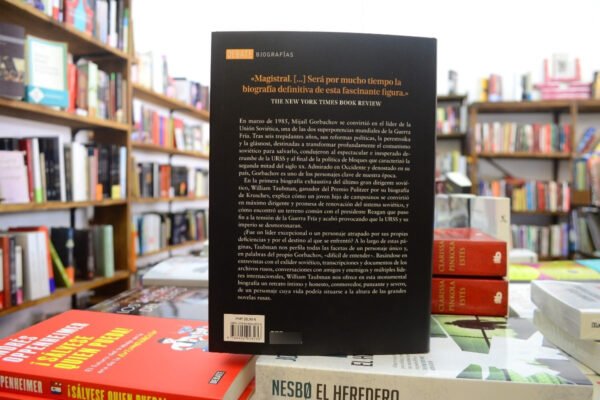 DEBATE BIOGRAFÍAS
«Magistral. [...] Será por mucho tiempo la
biografía definitiva de esta fascinante figura.»
THE NEW YORK TIMES BOOK REVIEW
En marzo de 1985, Mijaíl Gorbachov se convirtió en el líder de la
Unión Soviética, una de las dos superpotencias mundiales de la Guerra
Fría. Tras seis trepidantes años, sus reformas políticas, la perestroika
y la glásnost, destinadas a transformar profundamente el comunismo
soviético para salvarlo, condujeron al espectacular e inesperado de-
rrumbe de la URSS y al final de la política de bloques que caracterizó la
segunda mitad del siglo XX. Admirado en Occidente y denostado en su
país, Gorbachov es uno de los personajes clave de nuestra época.
En la primera biografía exhaustiva del último gran dirigente sovié-
tico, William Taubman, ganador del Premio Pulitzer por su biografía
de Kruschev, explica cómo un joven hijo de campesinos se convirtió
en máximo dirigente y promesa de renovación del sistema soviético, y
cómo encontró un terreno común con el presidente Reagan que puso
fin a la tensión de la Guerra Fría y acabó provocando que la URSS y su
imperio se desmoronaran.
¿Fue un líder excepcional o un personaje atrapado por sus propias
deficiencias y por el destino al que se enfrentó? A lo largo de estas pá-
ginas, Taubman nos perfila todas las facetas de un personaje único y,
en palabras del propio Gorbachov, «difícil de entender». Basándose en
entrevistas con el exlíder soviético, transcripciones y documentos de los
archivos rusos, conversaciones con amigos y enemigos y múltiples líde-
res internacionales, William Taubman nos ofrece en esta monumental
biografía un retrato íntimo y honesto, conmovedor, punzante y severo,
de un personaje cuya vida podría situarse a la altura de las grandes
novelas rusas.
CLARISSA
PINKOLA
ESTÉS
CLARISSA
PINKOLA
ESTÉS
OPPENHEIMER
¡SÁLVESE
QUIEN PUEDA!
DEBATE
¡SÁLVESE QUIEN
NESBØ EL HEREDERO